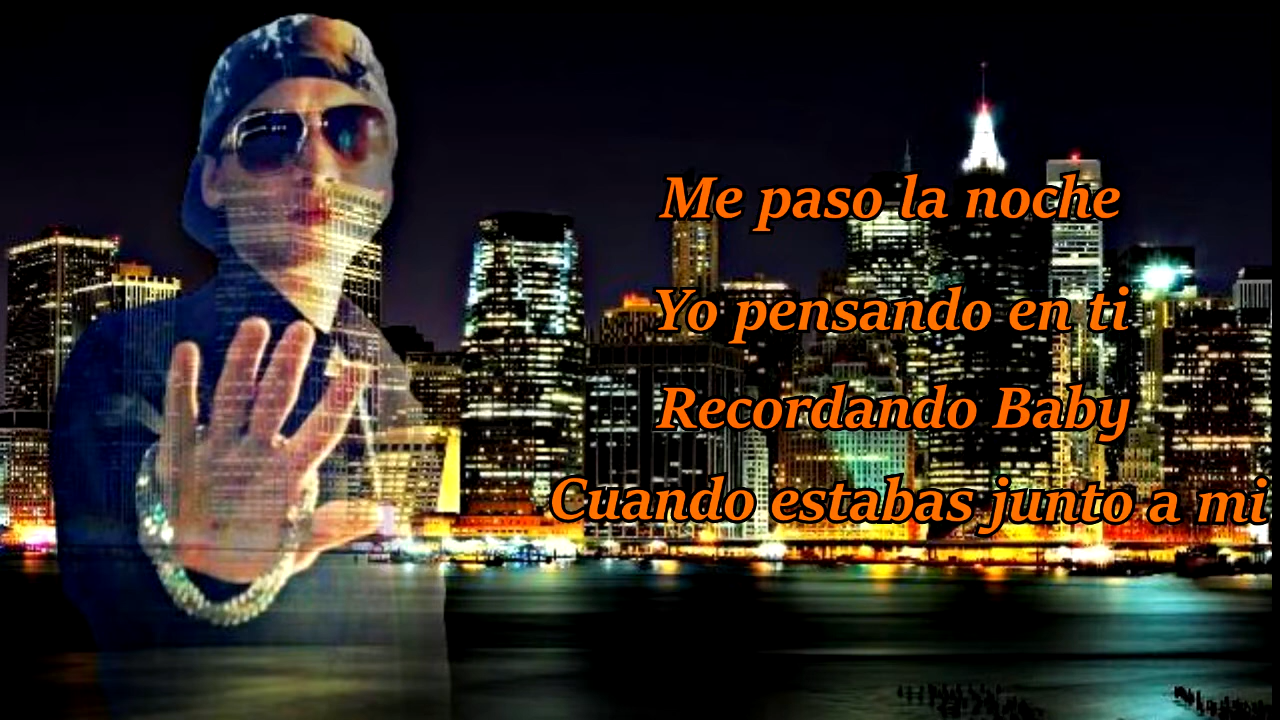 Me paso la noche
Yo pensando en ti
Recordando Baby
Cuando estabas junto a mi